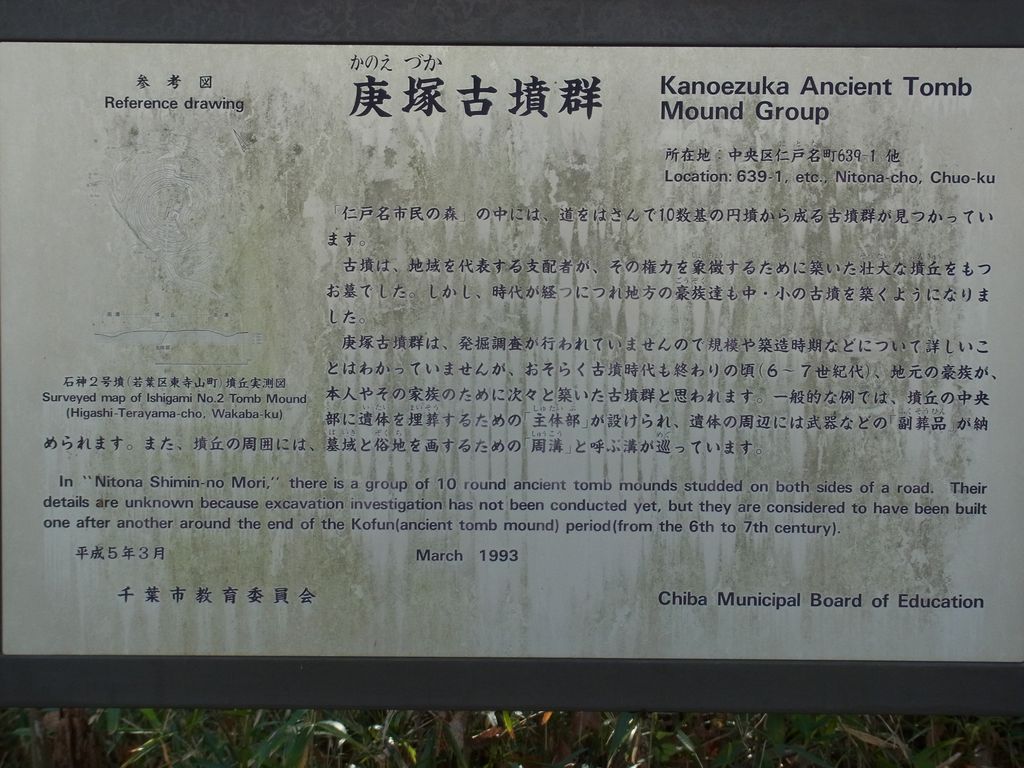 参考図
Reference drawing
かのえ づか
庚塚古墳群
Kanoezuka Ancient Tomb
Mound Group
所在地：中央区仁戸名町639-1 他
Location: 639-1, etc., Nitona-cho, Chuo-ku
「仁戸名市民の森」の中には、道をはさんで10数基の円墳から成る古墳群が見つかってい
ます。
古墳は、地域を代表する支配者が、その権力を象徴するために築いた壮大な墳丘をもつ
お墓でした。しかし、時代が経つにつれ地方の豪族達も中・小の古墳を築くようになりま
した。
庚塚古墳群は、発掘調査が行われていませんので規模や築造時期などについて詳しいこ
とはわかっていませんが、おそらく古墳時代も終わりの頃(6～7世紀代)、地元の豪族が、
本人やその家族のために次々と築いた古墳群と思われます。一般的な例では、墳丘の中央
部に遺体を埋葬するための「主体部」が設けられ、遺体の周辺には武器などの「副葬品」が納
められます。また、墳丘の周囲には、墓域と俗地を画するための「周溝」と呼ぶ溝が巡っています。
石神2号墳(若葉区東寺山町)墳丘実測図
Surveyed map of Ishigami No.2 Tomb Mound
(Higashi-Terayama-cho, Wakaba-ku)
In "Nitona Shimin-no Mori," there is a group of 10 round ancient tomb mounds studded on both sides of a road. Their
details are unknown because excavation investigation has not been conducted yet, but they are considered to have been built
one after another around the end of the Kofun(ancient tomb mound) period(from the 6th to 7th century).
平成5年3月
March 1993
千葉市教育委員会
Chiba Municipal Board of Education